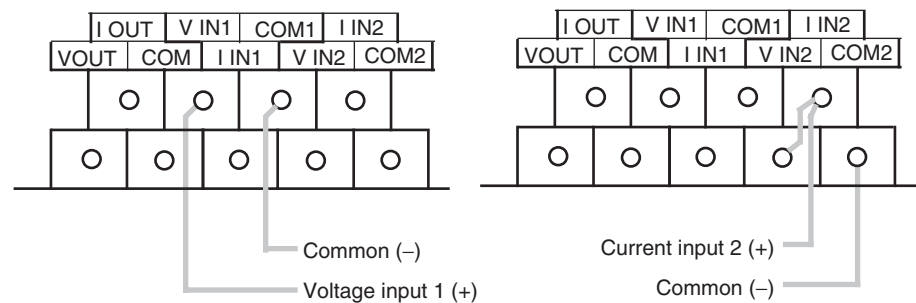 I OUT V IN1 COM1 I IN2
VOUT COM I IN1 V IN2 COM2
Common (−)
Voltage input 1 (+)
I OUT V IN1 COM1 I IN2
VOUT COM I IN1 V IN2 COM2
Current input 2 (+)
Common (−)